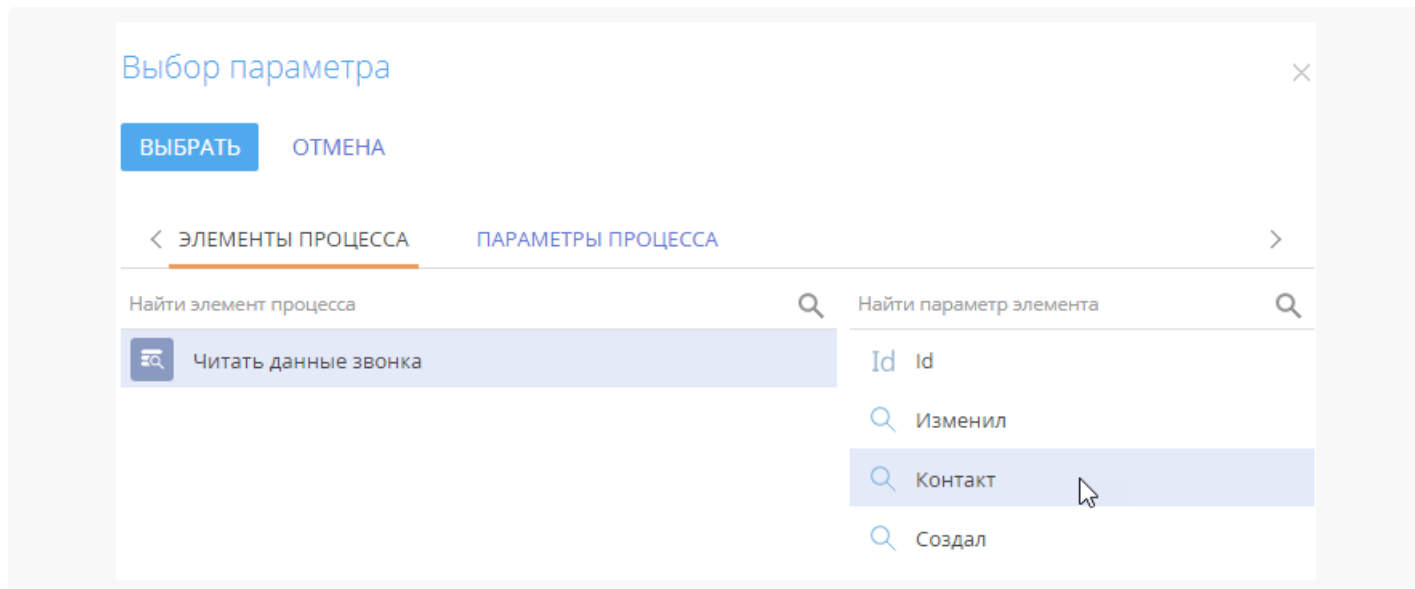 Выбор параметра
ВЫБРАТЬ ОТМЕНА
ЭЛЕМЕНТЫ ПРОЦЕССА ПАРАМЕТРЫ ПРОЦЕССА
Найти элемент процесса Найти параметр элемента
Читать данные звонка Id Id
Изменил
Контакт
Создал